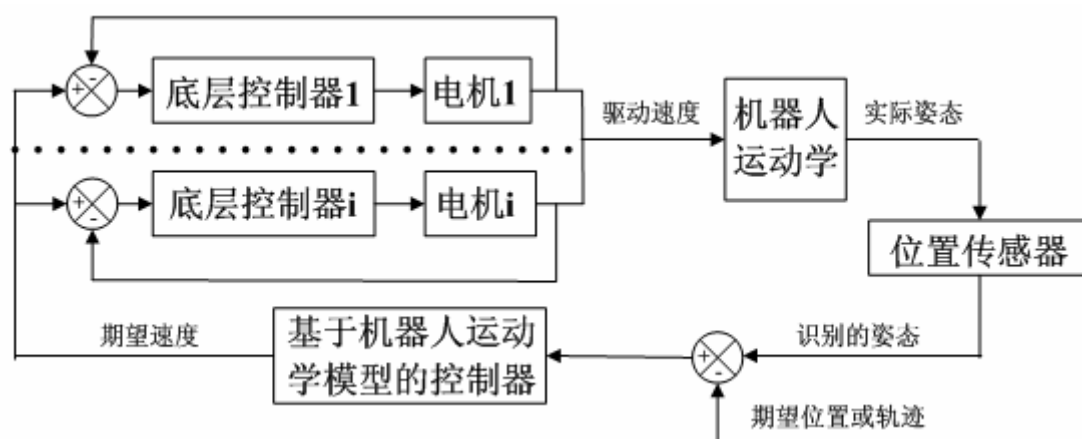 底层控制器1
电机1
驱动速度
机器人
运动学
实际姿态
底层控制器i
电机i
位置传感器
期望速度
基于机器人运动
学模型的控制器
识别的姿态
期望位置或轨迹
+
-
+
-
+
-